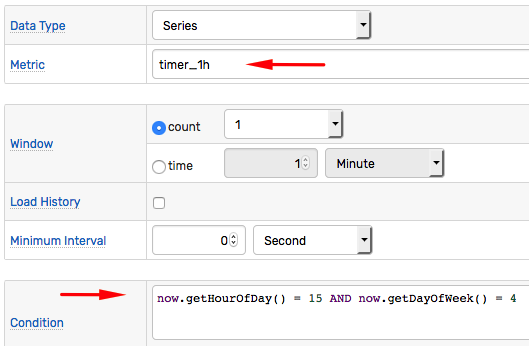 Data Type Series
Metric timer_1h
Window count 1
time 1 Minute
Load History
Minimum Interval 0 Second
Condition now.getHourOfDay() = 15 AND now.getDayOfWeek() = 4